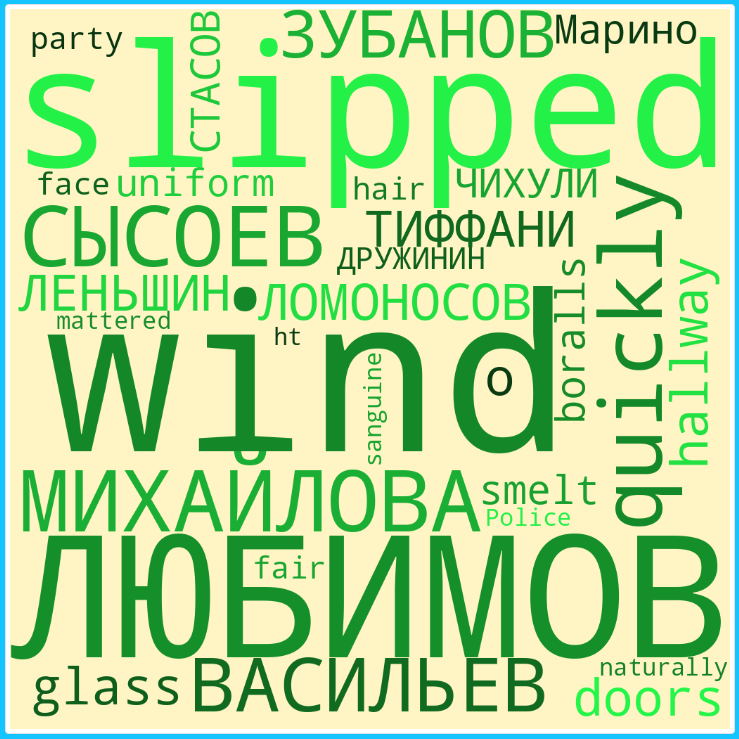 party
СТАСОВ
ЗУБАНОВ
Марино
slipped
face
uniform
hair
ЧИХУЛИ
quickly
СЫСОЕВ
ТИФФАНИ
ДРУЖИНИН
ЛЕНЬШИН
ЛОМОНОСОВ
boralls
hallway
mattered
ht
wind
o
sanguine
МИХАЙЛОВА
smelt
Police
ЛЮБИМОВ
fair
glass
ВАСИЛЬЕВ
naturally
doors